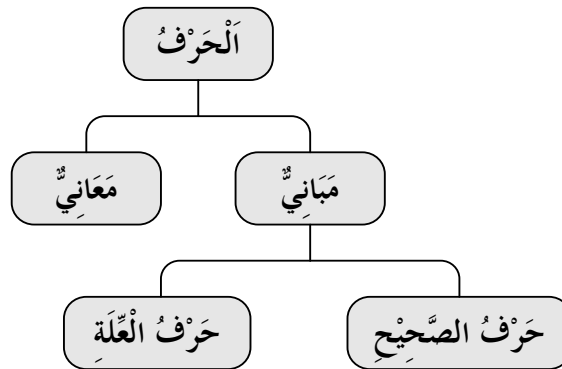 اَلْحَرْفُ
مَبَانِيٌّ
مَعَانِيٌّ
حَرْفُ الصَّحِيْحِ
حَرْفُ الْعِّلَةِ